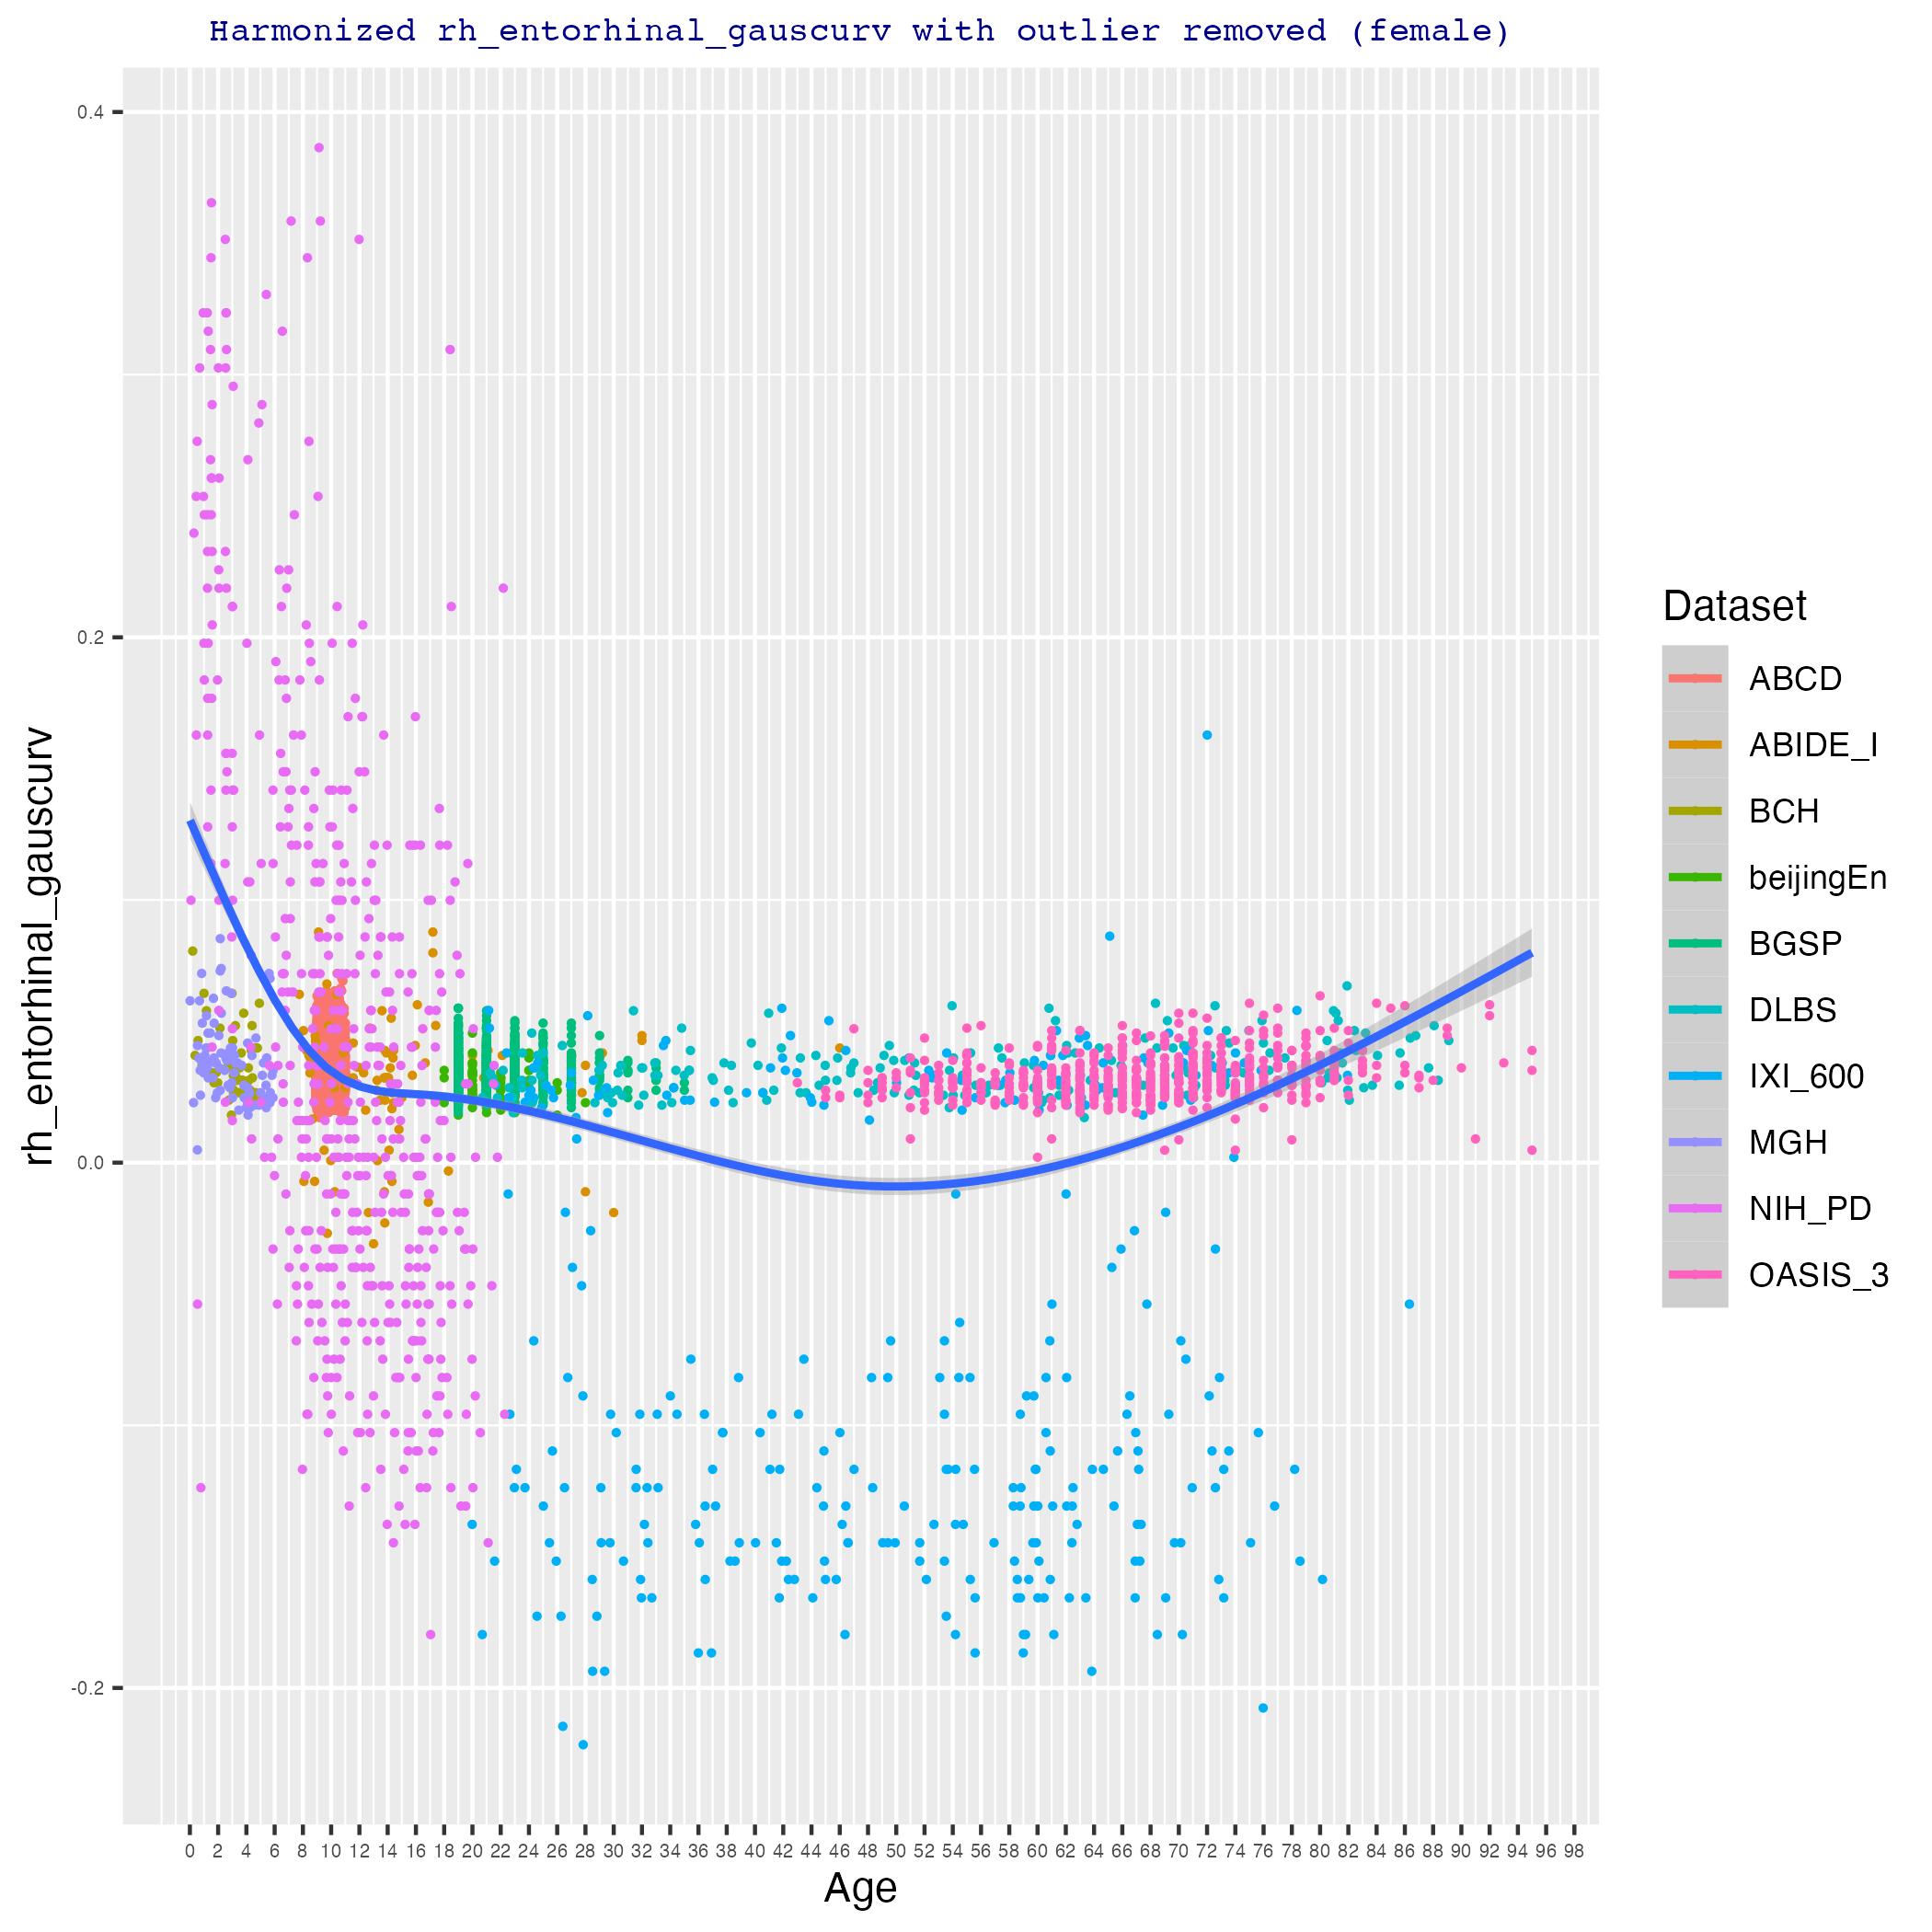 Harmonized rh_entorhinal_gauscurv with outlier removed (female)
rh_entorhinal_gauscurv
0.4
0.2
0.0
-0.2
0 2 4 6 8 10 12 14 16 18 20 22 24 26 28 30 32 34 36 38 40 42 44 46 48 50 52 54 56 58 60 62 64 66 68 70 72 74 76 78 80 82 84 86 88 90 92 94 96 98
Age
Dataset
ABCD
ABIDE_I
BCH
beijingEn
BGSP
DLBS
IXI_600
MGH
NIH_PD
OASIS_3